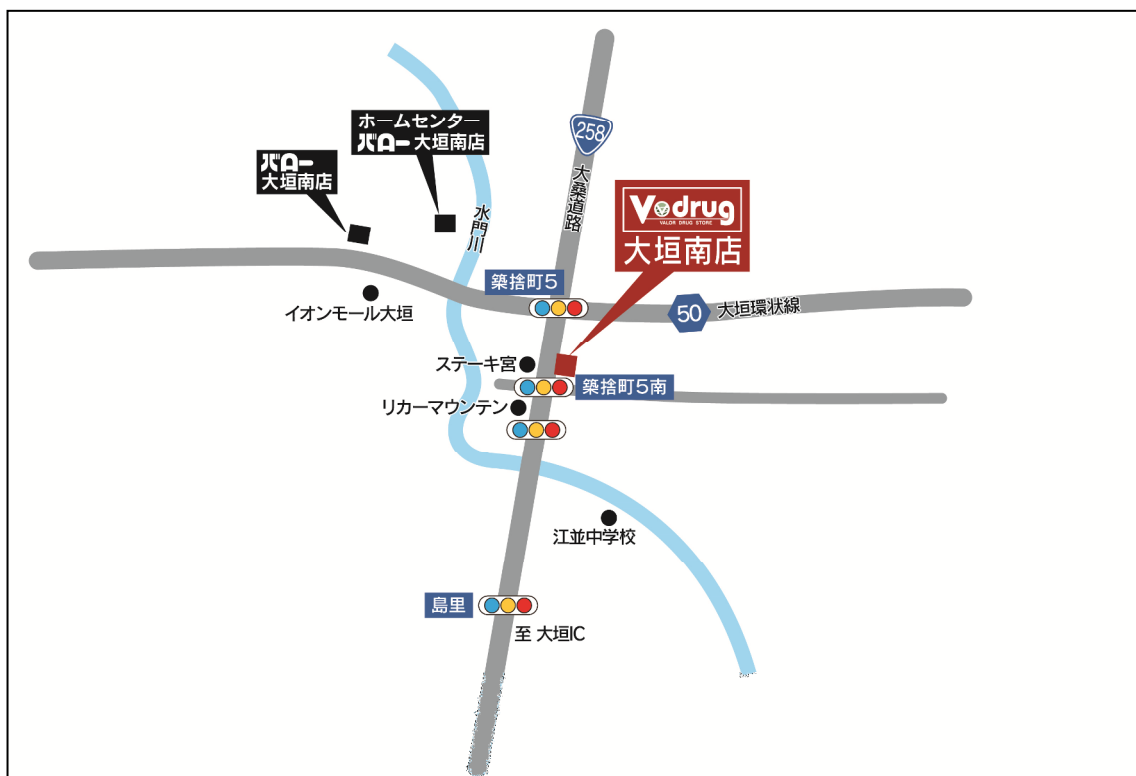 ホームセンター
バロー 大垣南店
バロー
大垣南店
258
大桑道路
水門川
V・drug
VALOR DRUG STORE
大垣南店
築捨町5
50
大垣環状線
イオンモール大垣
ステーキ宮
築捨町5南
リカーマウンテン
江並中学校
島里
至 大垣IC